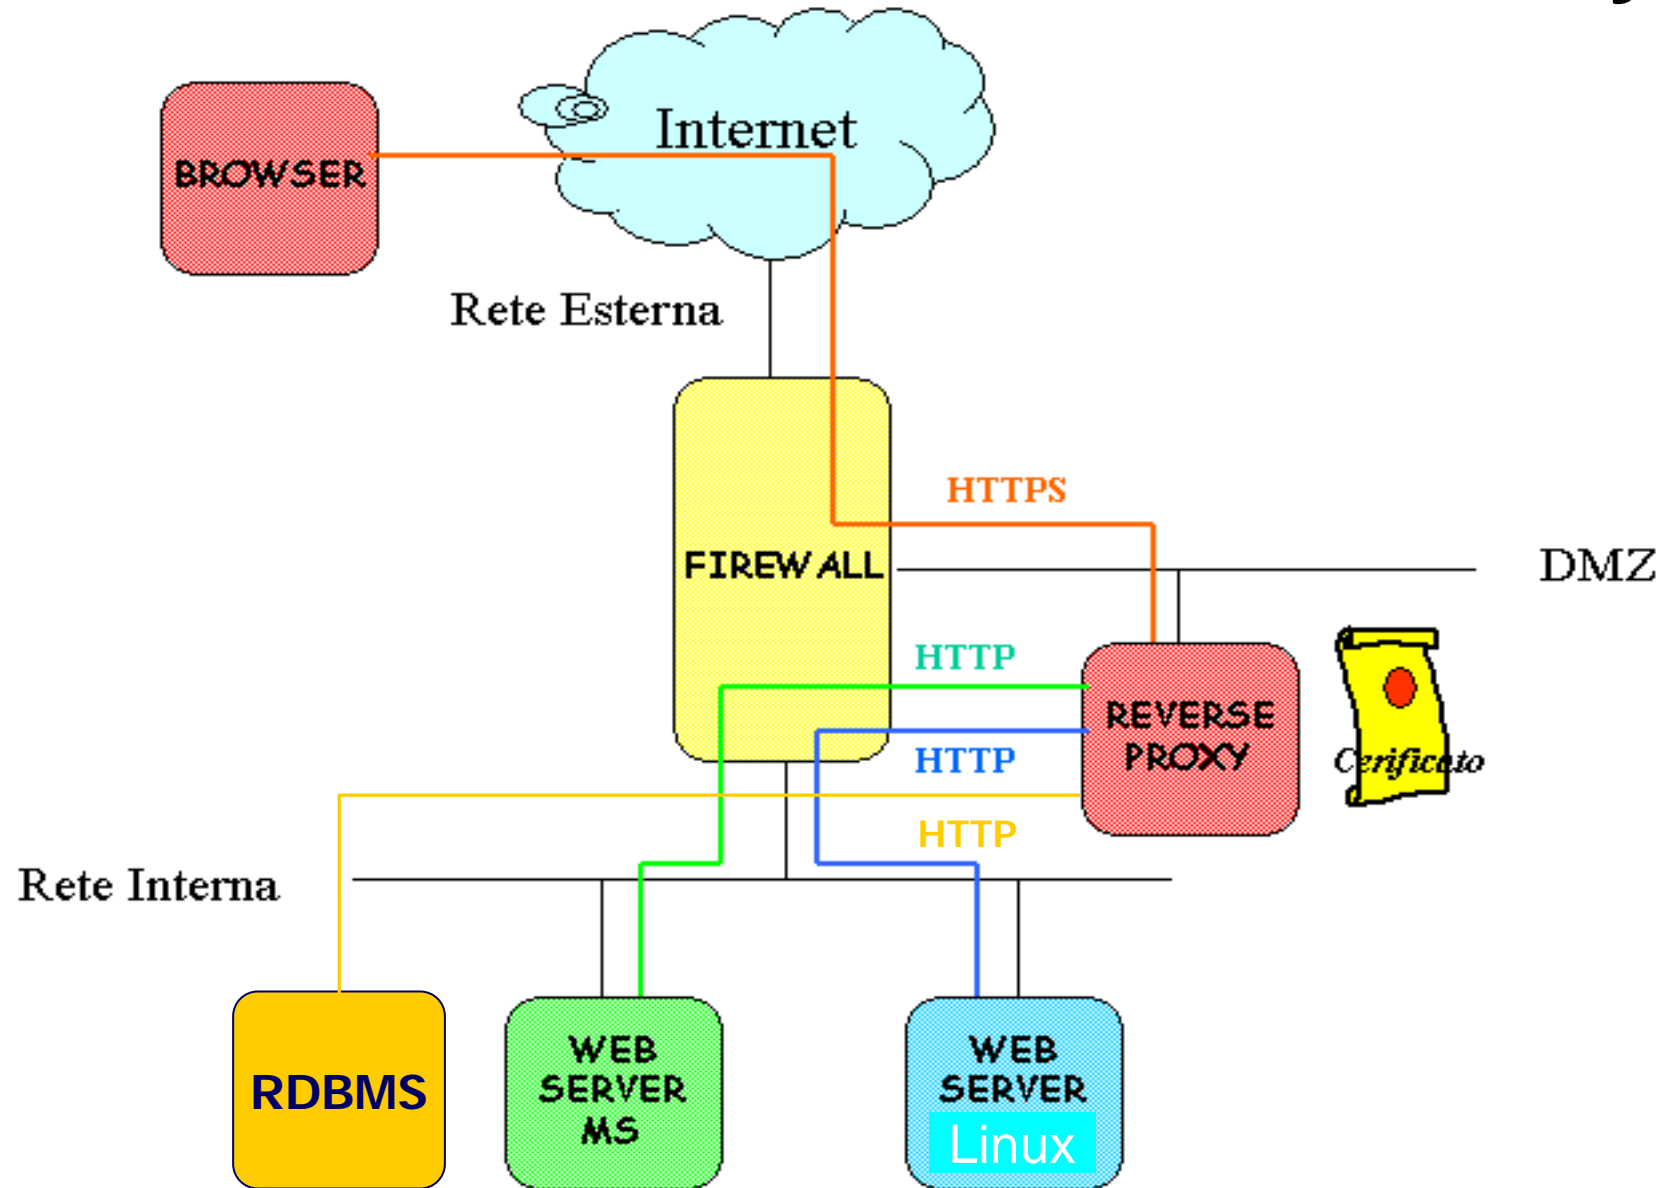 Internet
BROWSER
Rete Esterna
HTTPS
FIREWALL
DMZ
HTTP
REVERSE
PROXY
Cerificato
HTTP
HTTP
Rete Interna
RDBMS
WEB
SERVER
MS
WEB
SERVER
Linux